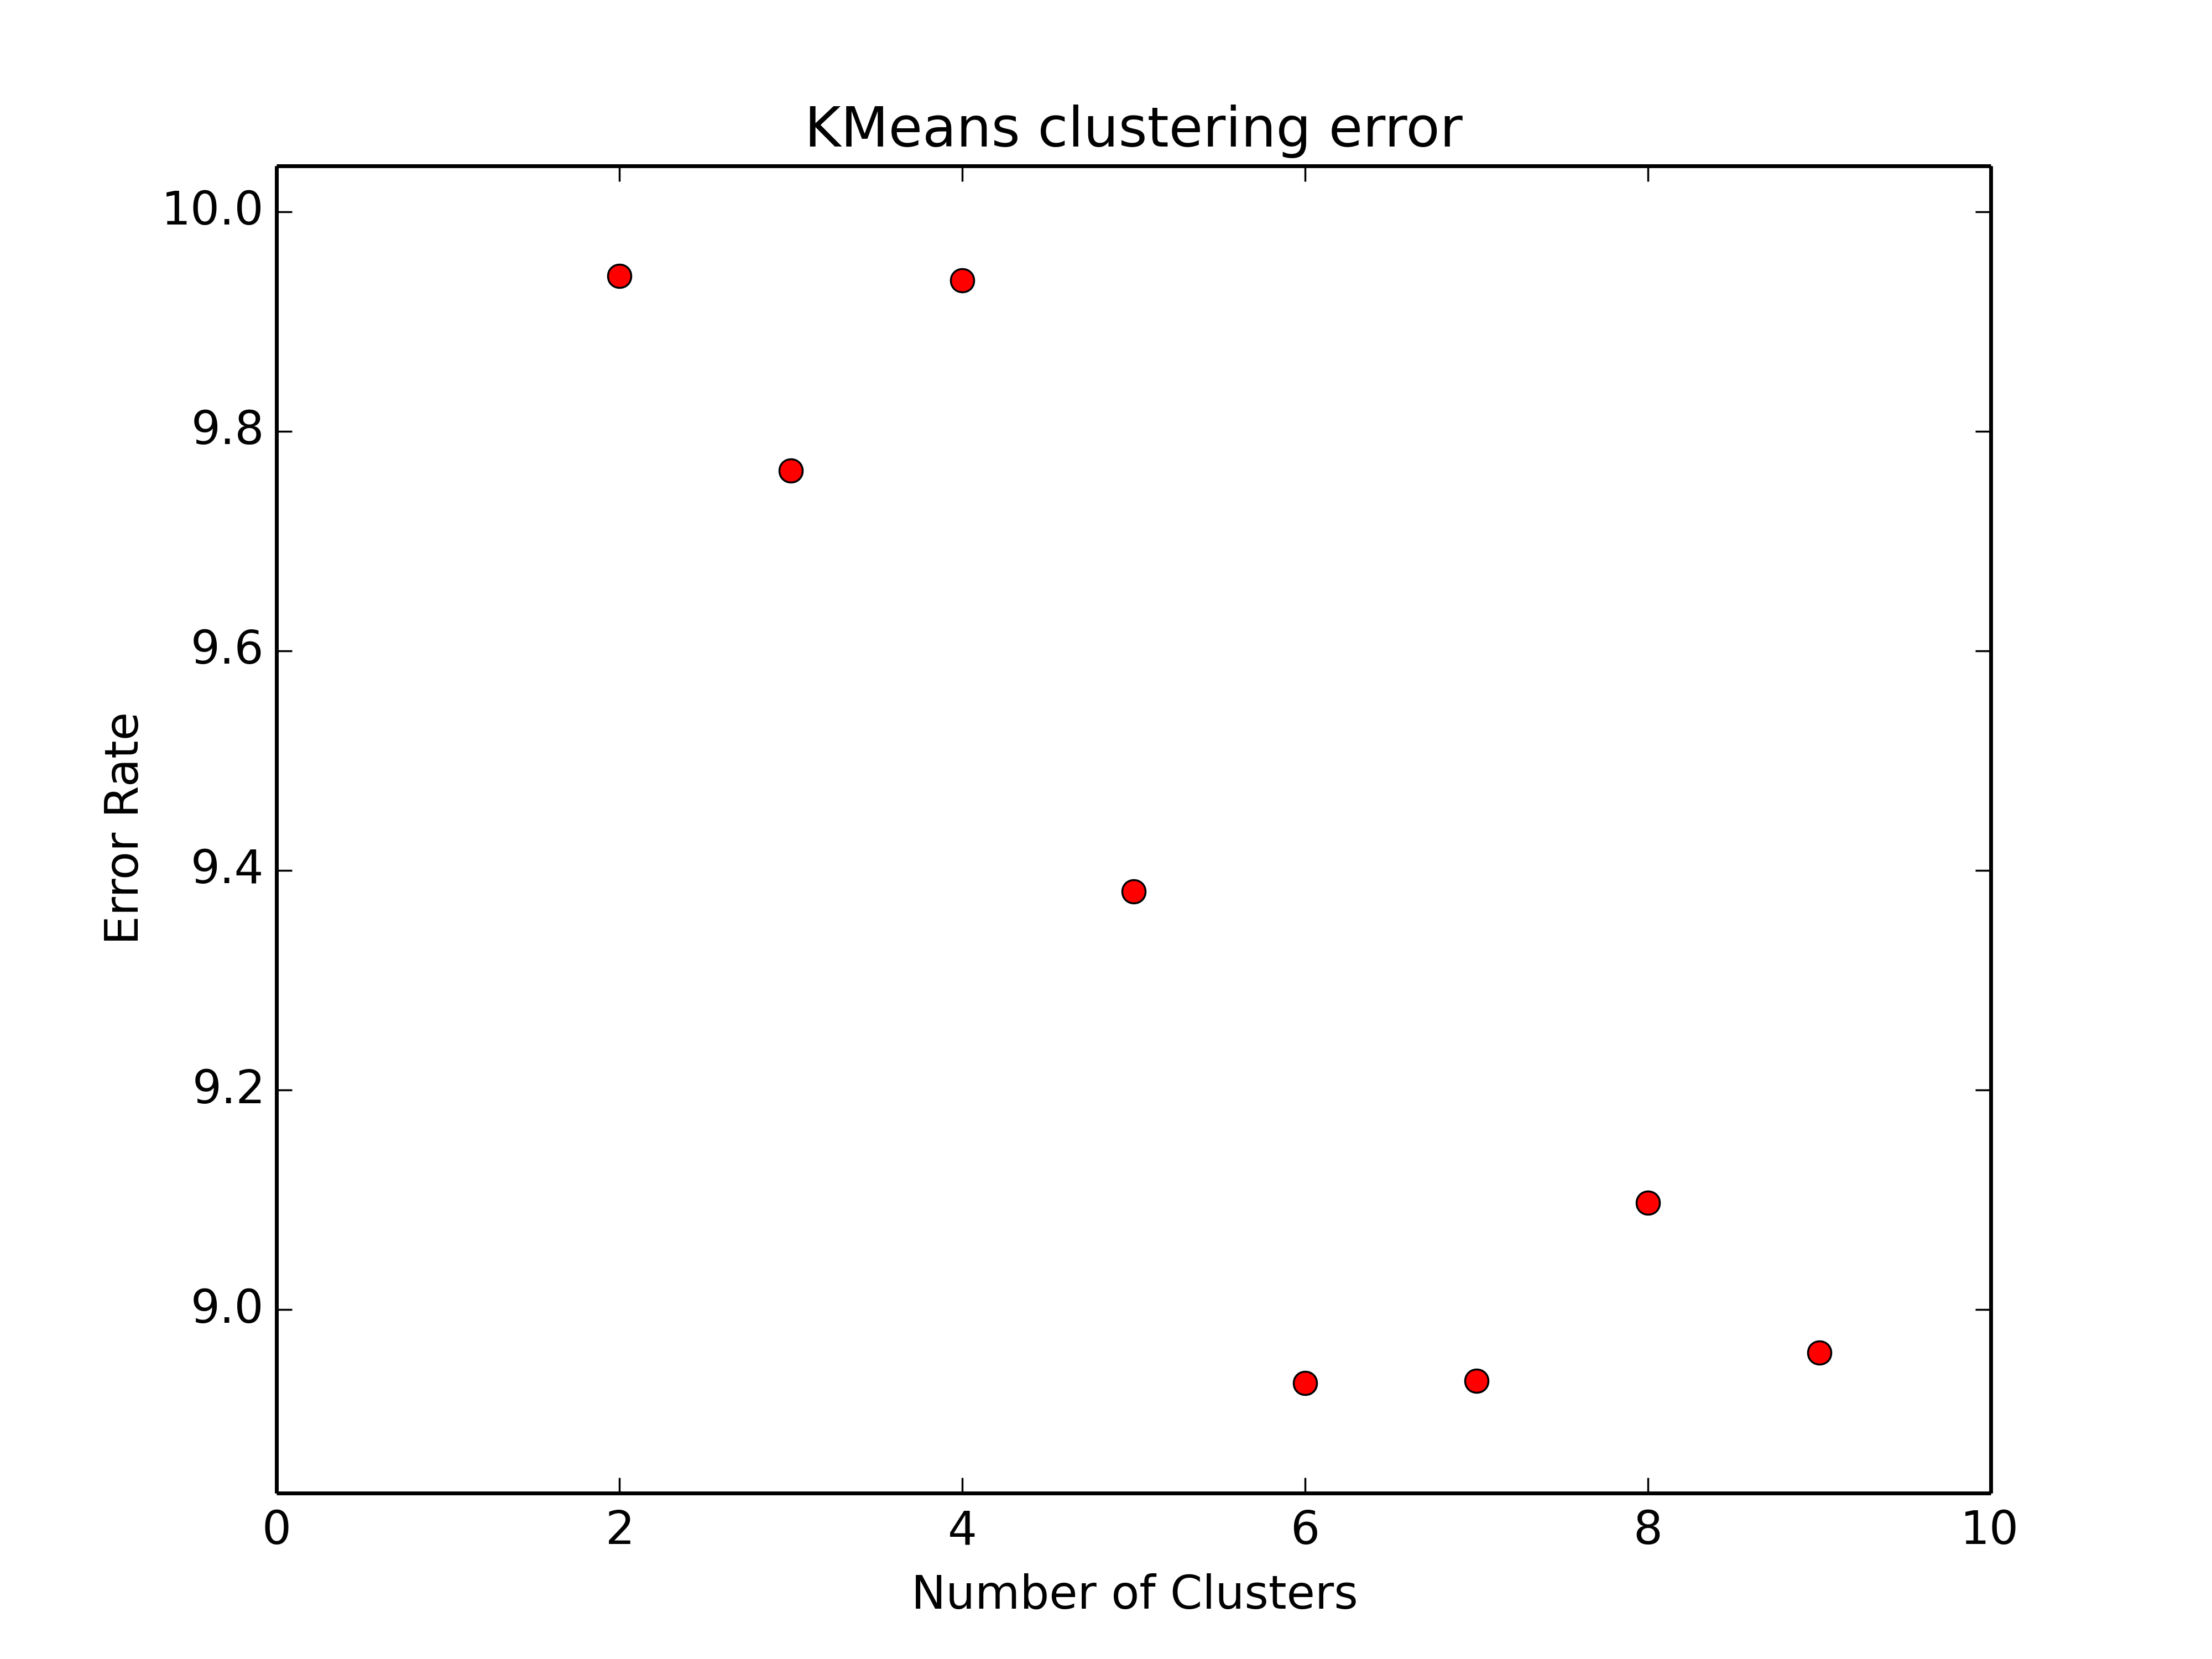 KMeans clustering error
10.0
9.8
9.6
9.4
9.2
9.0
Error Rate
0 2 4 6 8 10
Number of Clusters